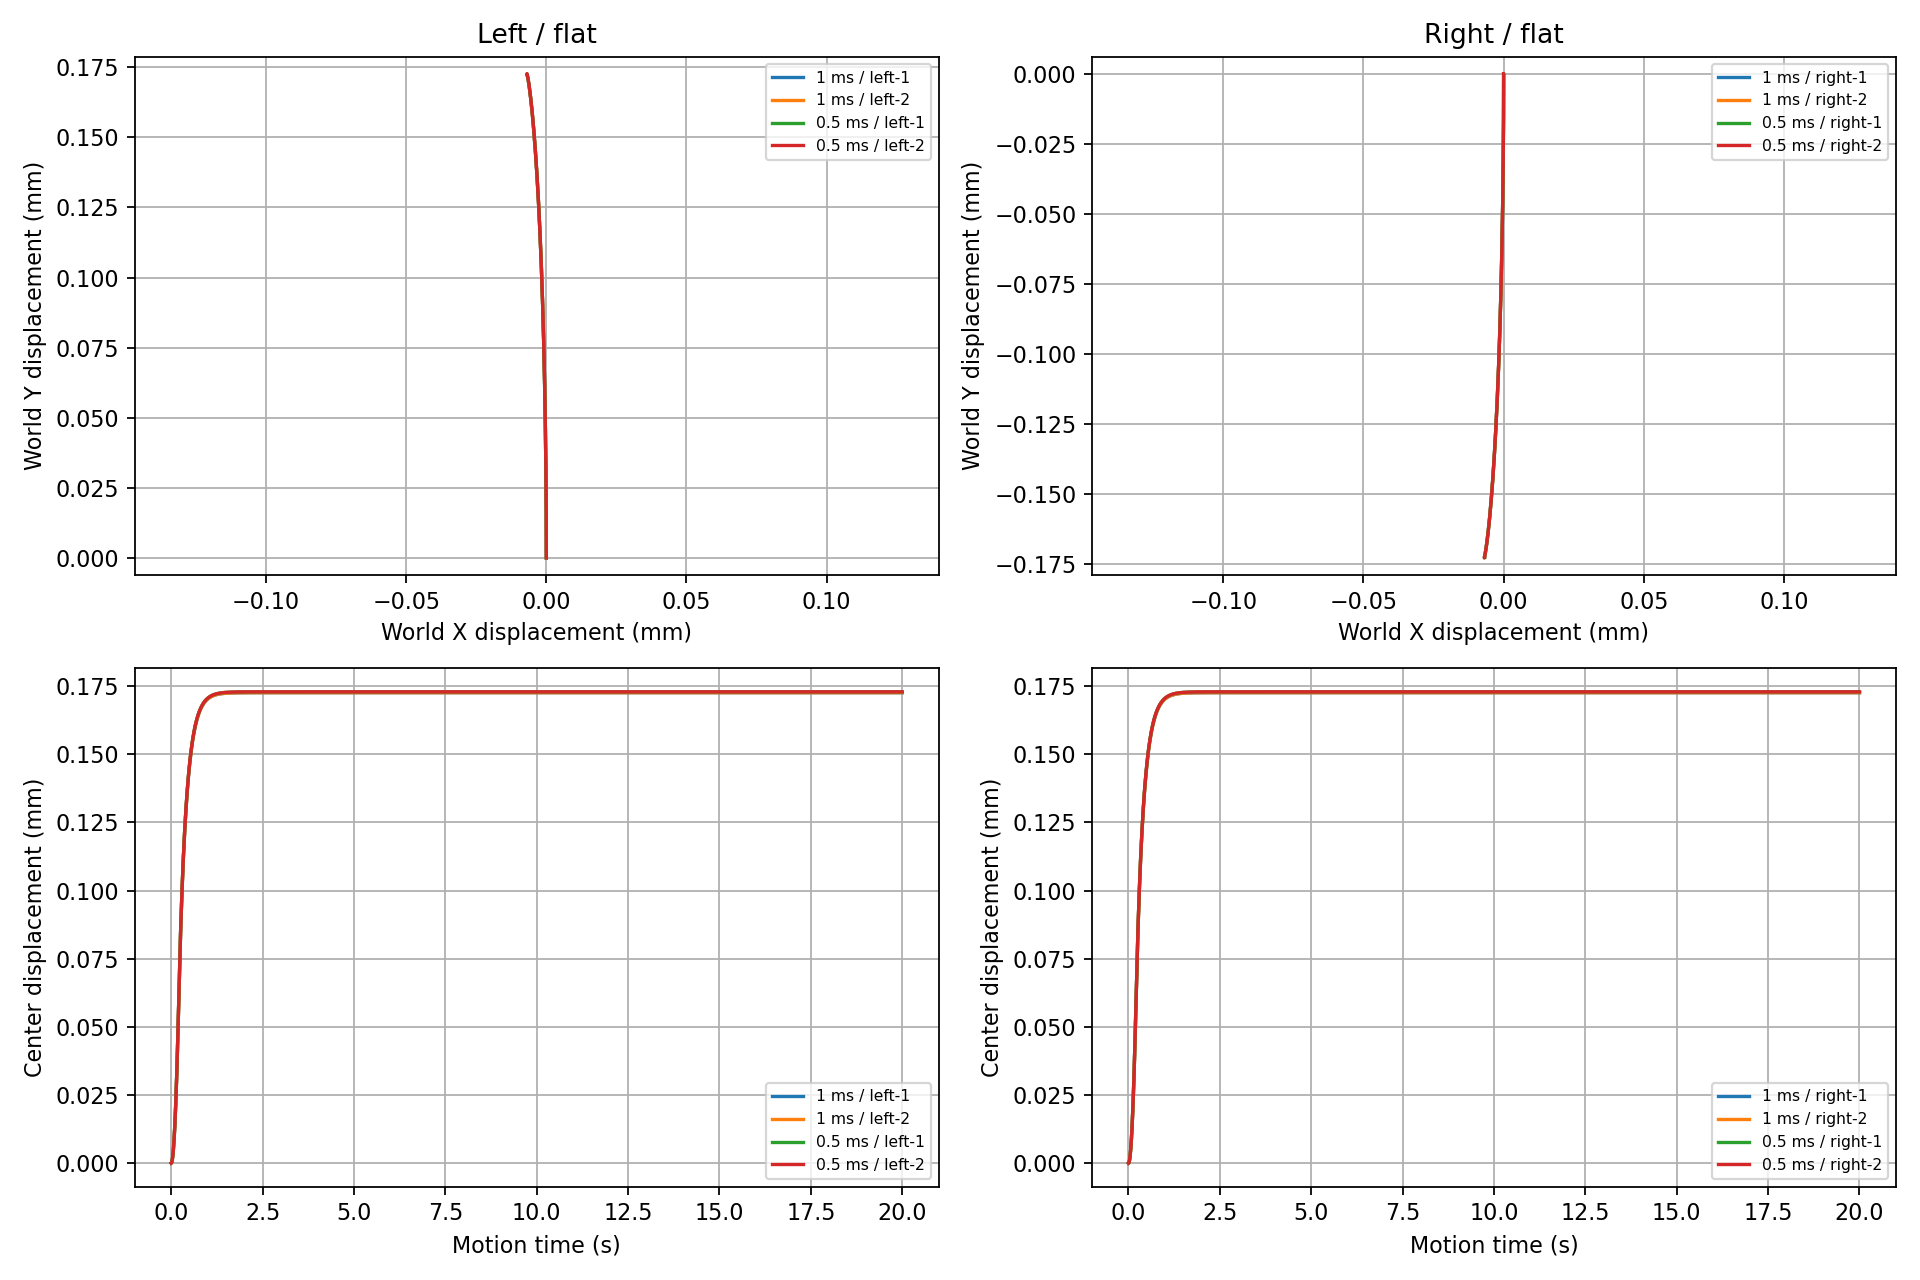 Left / flat
World Y displacement (mm)
0.175
0.150
0.125
0.100
0.075
0.050
0.025
0.000
1 ms / left-1
1 ms / left-2
0.5 ms / left-1
0.5 ms / left-2
−0.10
−0.05
0.00
0.05
0.10
World X displacement (mm)
Right / flat
World Y displacement (mm)
0.000
−0.025
−0.050
−0.075
−0.100
−0.125
−0.150
−0.175
1 ms / right-1
1 ms / right-2
0.5 ms / right-1
0.5 ms / right-2
−0.10
−0.05
0.00
0.05
0.10
World X displacement (mm)
Center displacement (mm)
0.175
0.150
0.125
0.100
0.075
0.050
0.025
0.000
1 ms / left-1
1 ms / left-2
0.5 ms / left-1
0.5 ms / left-2
0.0
2.5
5.0
7.5
10.0
12.5
15.0
17.5
20.0
Motion time (s)
Center displacement (mm)
0.175
0.150
0.125
0.100
0.075
0.050
0.025
0.000
1 ms / right-1
1 ms / right-2
0.5 ms / right-1
0.5 ms / right-2
0.0
2.5
5.0
7.5
10.0
12.5
15.0
17.5
20.0
Motion time (s)